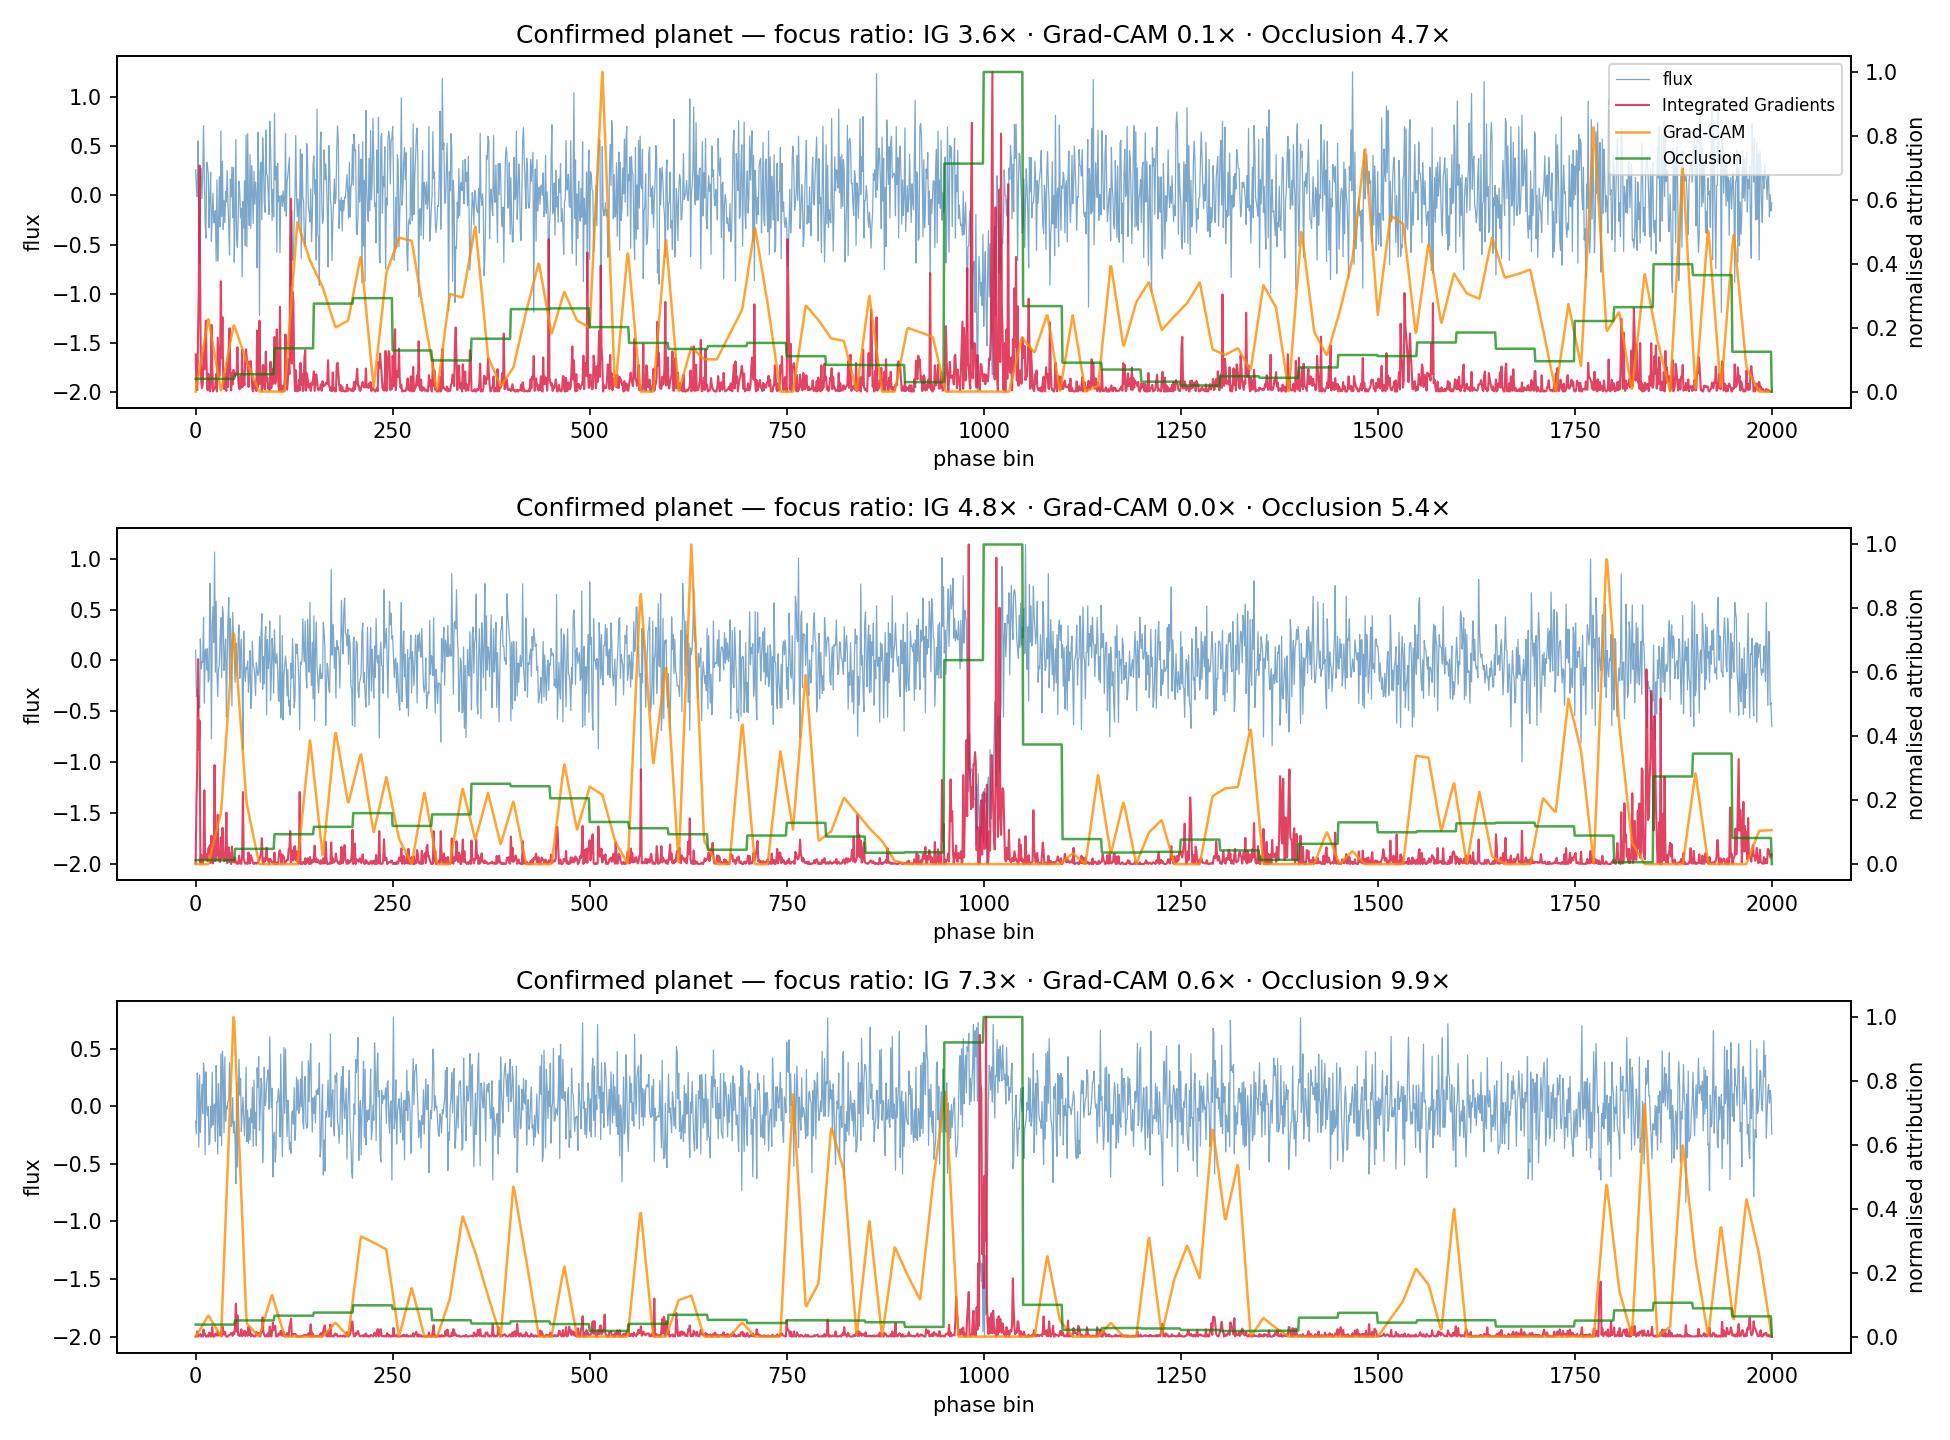 Confirmed planet — focus ratio: IG 3.6× · Grad-CAM 0.1× · Occlusion 4.7×
flux
1.0
0.5
0.0
−0.5
−1.0
−1.5
−2.0
flux
Integrated Gradients
Grad-CAM
Occlusion
1.0
0.8
0.6
0.4
0.2
0.0
normalised attribution
0 250 500 750 1000 1250 1500 1750 2000
phase bin
Confirmed planet — focus ratio: IG 4.8× · Grad-CAM 0.0× · Occlusion 5.4×
flux
1.0
0.5
0.0
−0.5
−1.0
−1.5
−2.0
1.0
0.8
0.6
0.4
0.2
0.0
normalised attribution
0 250 500 750 1000 1250 1500 1750 2000
phase bin
Confirmed planet — focus ratio: IG 7.3× · Grad-CAM 0.6× · Occlusion 9.9×
flux
0.5
0.0
−0.5
−1.0
−1.5
−2.0
1.0
0.8
0.6
0.4
0.2
0.0
normalised attribution
0 250 500 750 1000 1250 1500 1750 2000
phase bin